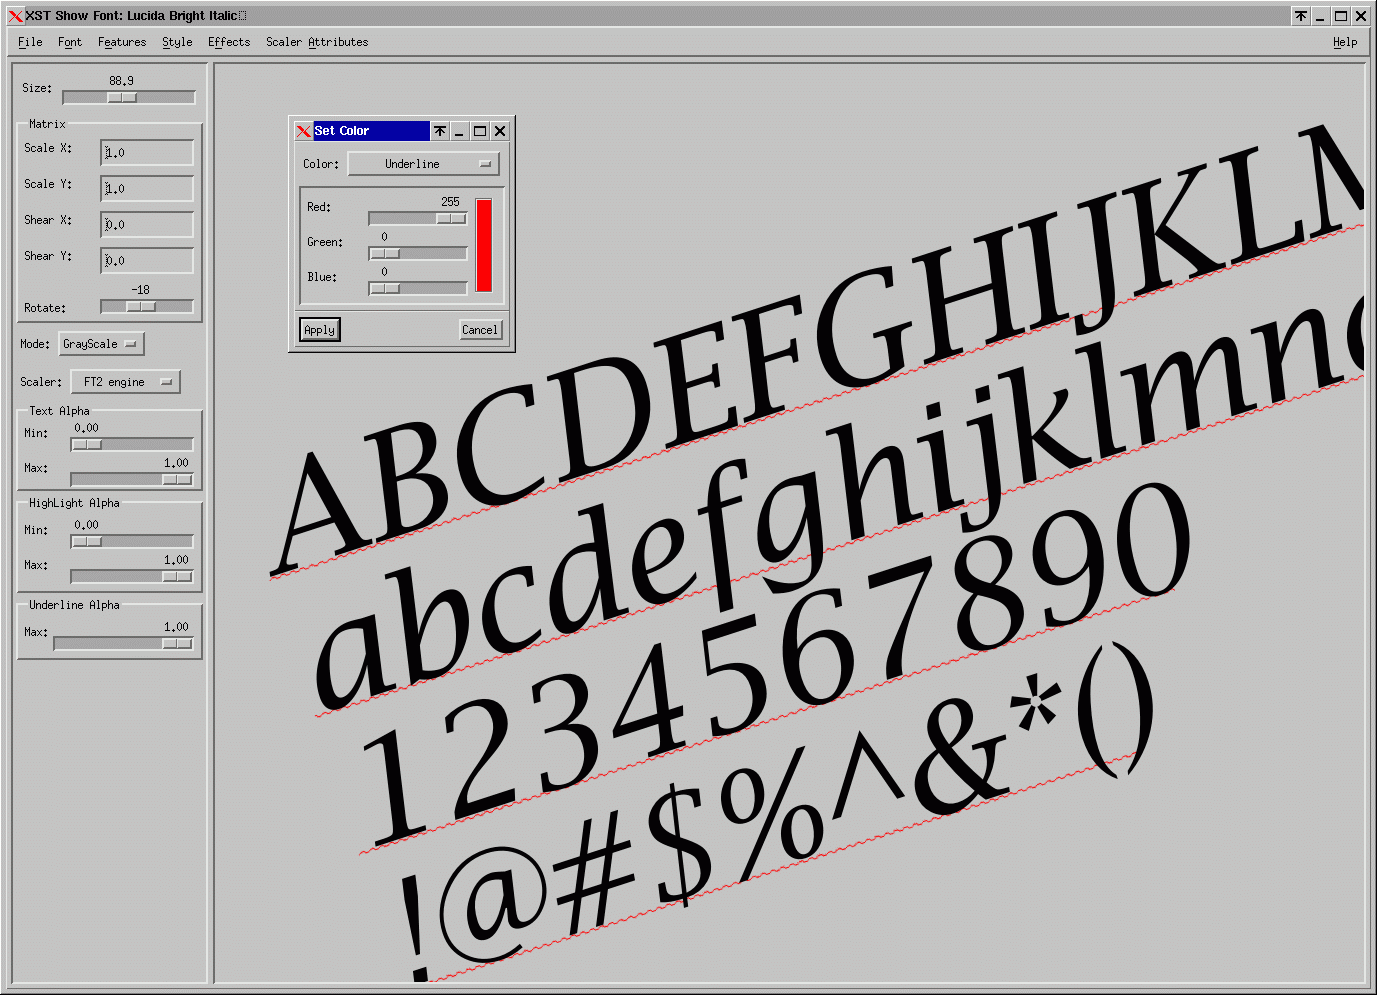 XST Show Font: Lucida Bright Italic
File Font Features Style Effects Scaler Attributes Help
Size: 88.9
Matrix
Scale X: 1.0
Scale Y: 1.0
Shear X: 0.0
Shear Y: 0.0
Rotate: -18
Mode: GrayScale
Scaler: FT2 engine
Text Alpha
Min: 0.00
Max: 1.00
HighLight Alpha
Min: 0.00
Max: 1.00
Underline Alpha
Max: 1.00
Set Color
Color: Underline
Red: 255
Green: 0
Blue: 0
Apply Cancel
ABCDEFGHIJKLM
abcdefghijklmno
1234567890
!@#$%^&*()